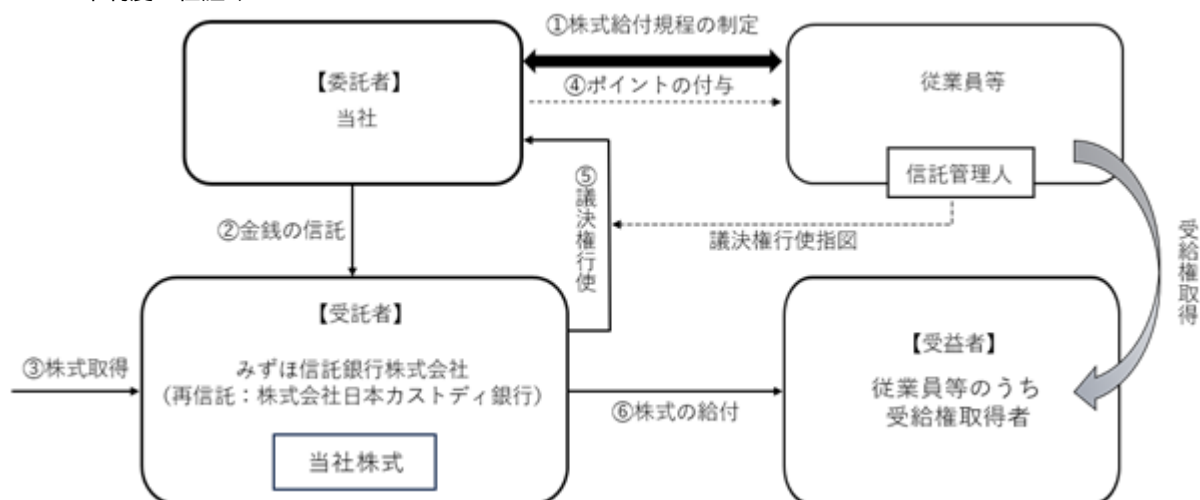 ①株式給付規程の制定
【委託者】
当社
④ポイントの付与
従業員等
信託管理人
⑤議決権行使
議決権行使指図
②金銭の信託
受給権取得
【受託者】
みずほ信託銀行株式会社
(再信託:株式会社日本カストディ銀行)
当社株式
③株式取得
⑥株式の給付
【受益者】
従業員等のうち
受給権取得者